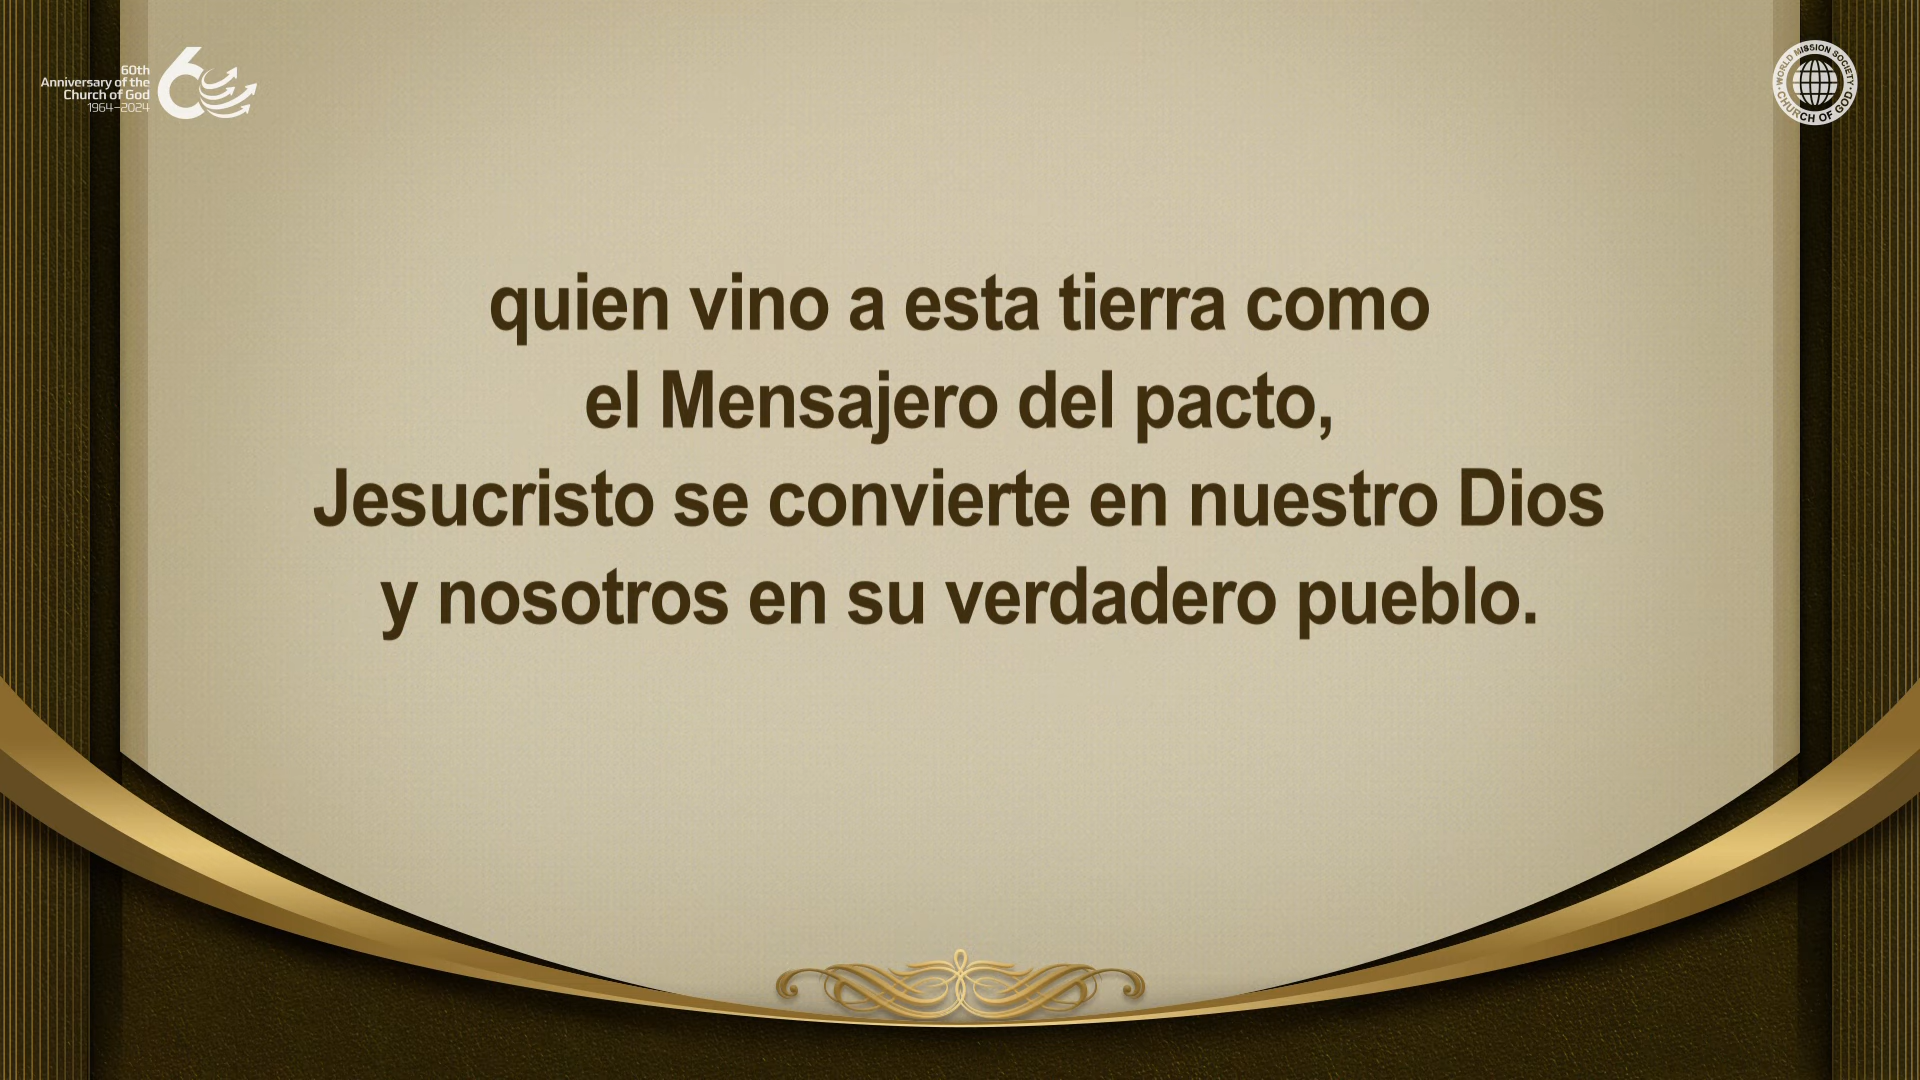 60th
Anniversary of the
Church of God
1964–2024
60
WORLD MISSION SOCIETY
CHURCH OF GOD
quien vino a esta tierra como
el Mensajero del pacto,
Jesucristo se convierte en nuestro Dios
y nosotros en su verdadero pueblo.